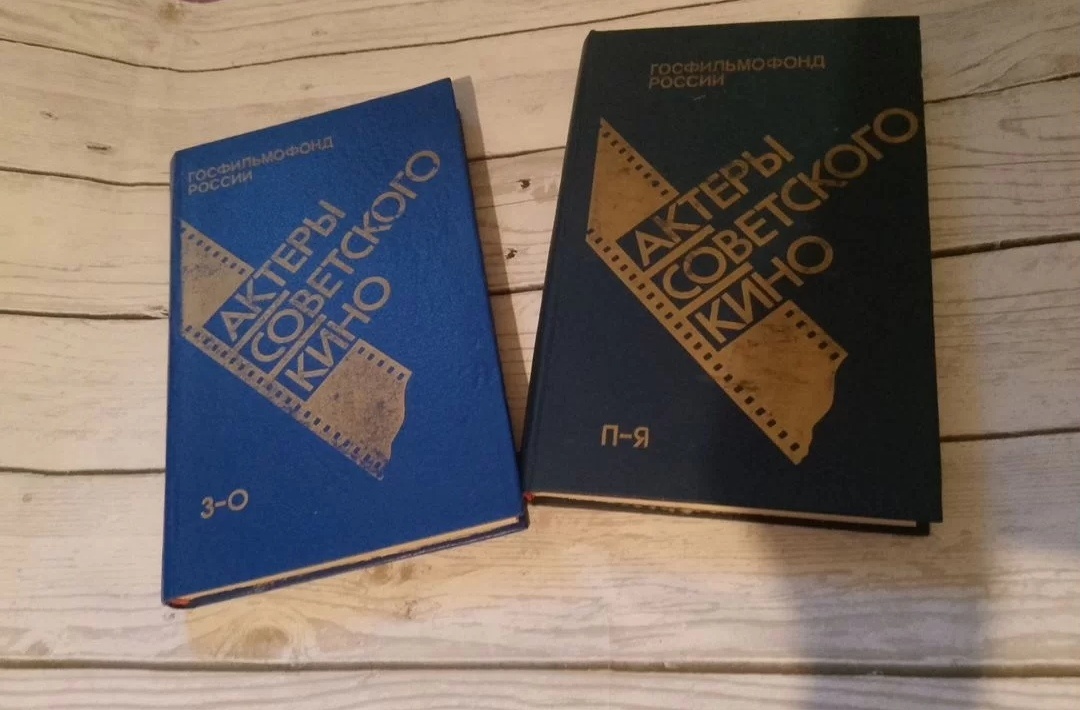 ГОСФИЛЬМОФОНД
РОССИИ
АКТЕРЫ
СОВЕТСКОГО
КИНО
З-О
ГОСФИЛЬМОФОНД
РОССИИ
АКТЕРЫ
СОВЕТСКОГО
КИНО
П-Я